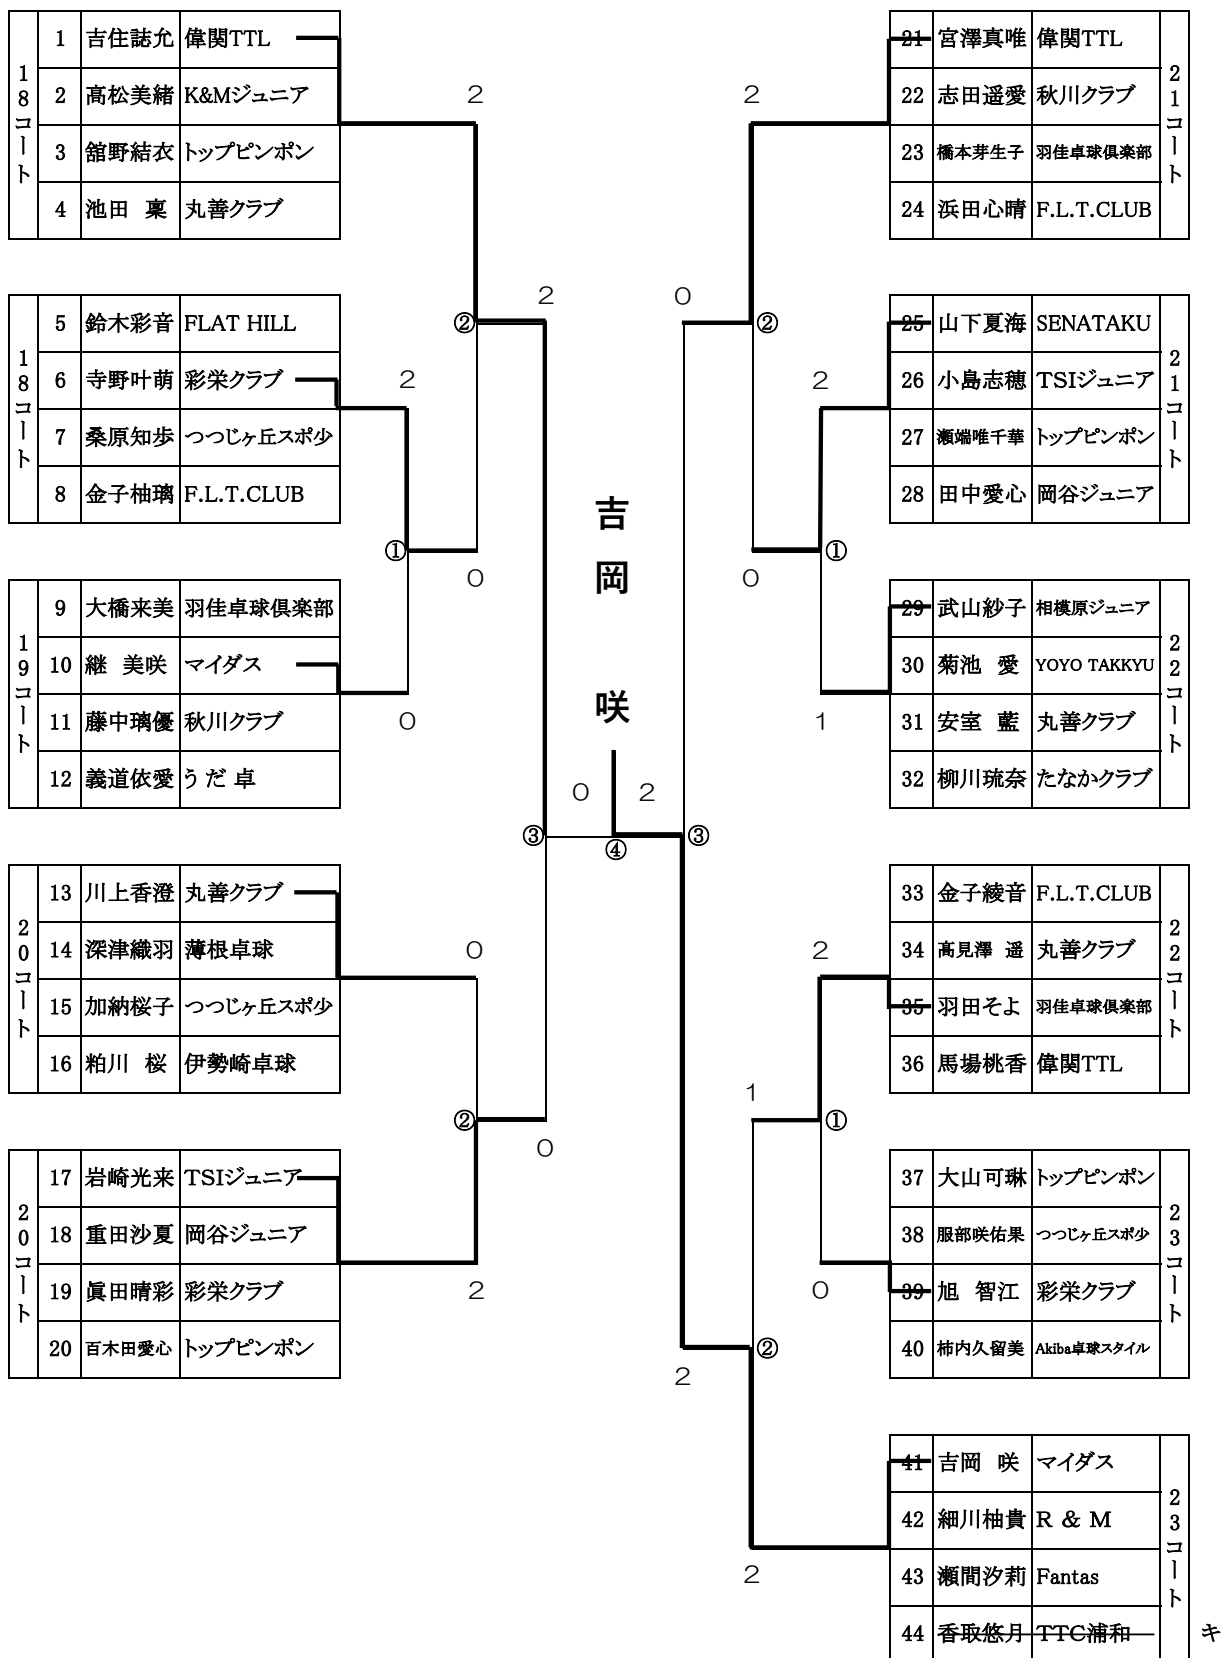 18コート
1 吉住誌允 偉関TTL
2 高松美緒 K&Mジュニア
3 舘野結衣 トップピンポン
4 池田　稟 丸善クラブ
18コート
5 鈴木彩音 FLAT HILL
6 寺野叶萌 彩栄クラブ
7 桑原知歩 つつじヶ丘スポ少
8 金子柚璃 F.L.T.CLUB
19コート
9 大橋来美 羽佳卓球倶楽部
10 継　美咲 マイダス
11 藤中璃優 秋川クラブ
12 義道依愛 うだ 卓
20コート
13 川上香澄 丸善クラブ
14 深津織羽 薄根卓球
15 加納桜子 つつじヶ丘スポ少
16 粕川　桜 伊勢崎卓球
20コート
17 岩崎光来 TSIジュニア
18 重田沙夏 岡谷ジュニア
19 眞田晴彩 彩栄クラブ
20 百木田愛心 トップピンポン
2
2
②
2
①
0
0
③
0
②
0
2
吉岡　咲
0 2
④
2
0
②
2
①
0
1
③
2
1
①
0
②
2
2
21コート
21 宮澤真唯 偉関TTL
22 志田遥愛 秋川クラブ
23 橋本芽生子 羽佳卓球倶楽部
24 浜田心晴 F.L.T.CLUB
21コート
25 山下夏海 SENATAKU
26 小島志穂 TSIジュニア
27 瀬端唯千華 トップピンポン
28 田中愛心 岡谷ジュニア
22コート
29 武山紗子 相模原ジュニア
30 菊池　愛 YOYO TAKKYU
31 安室　藍 丸善クラブ
32 柳川琉奈 たなかクラブ
22コート
33 金子綾音 F.L.T.CLUB
34 髙見澤　遥 丸善クラブ
35 羽田そよ 羽佳卓球倶楽部
36 馬場桃香 偉関TTL
23コート
37 大山可琳 トップピンポン
38 服部咲佑果 つつじヶ丘スポ少
39 旭　智江 彩栄クラブ
40 柿内久留美 Akiba卓球スタイル
23コート
41 吉岡　咲 マイダス
42 細川柚貴 R & M
43 瀬間汐莉 Fantas
44 香取悠月 TTC浦和 キ